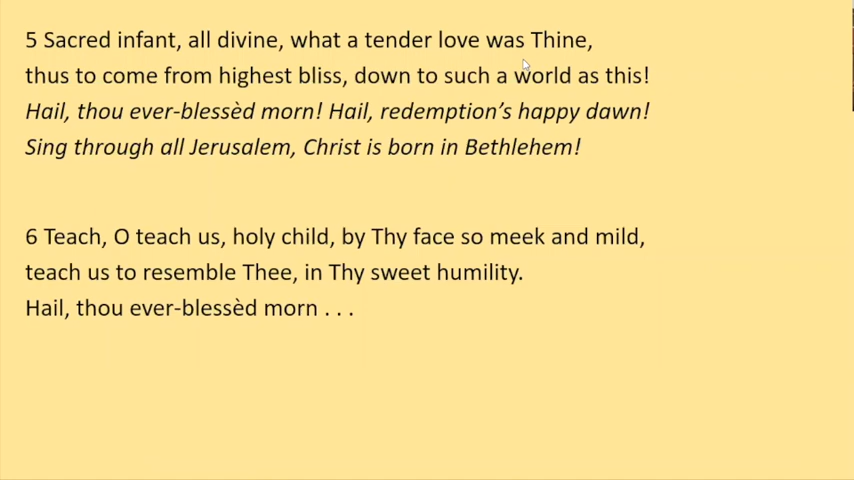 5 Sacred infant, all divine, what a tender love was Thine,
thus to come from highest bliss, down to such a world as this!
Hail, thou ever-blessèd morn! Hail, redemption’s happy dawn!
Sing through all Jerusalem, Christ is born in Bethlehem!
6 Teach, O teach us, holy child, by Thy face so meek and mild,
teach us to resemble Thee, in Thy sweet humility.
Hail, thou ever-blessèd morn . . .